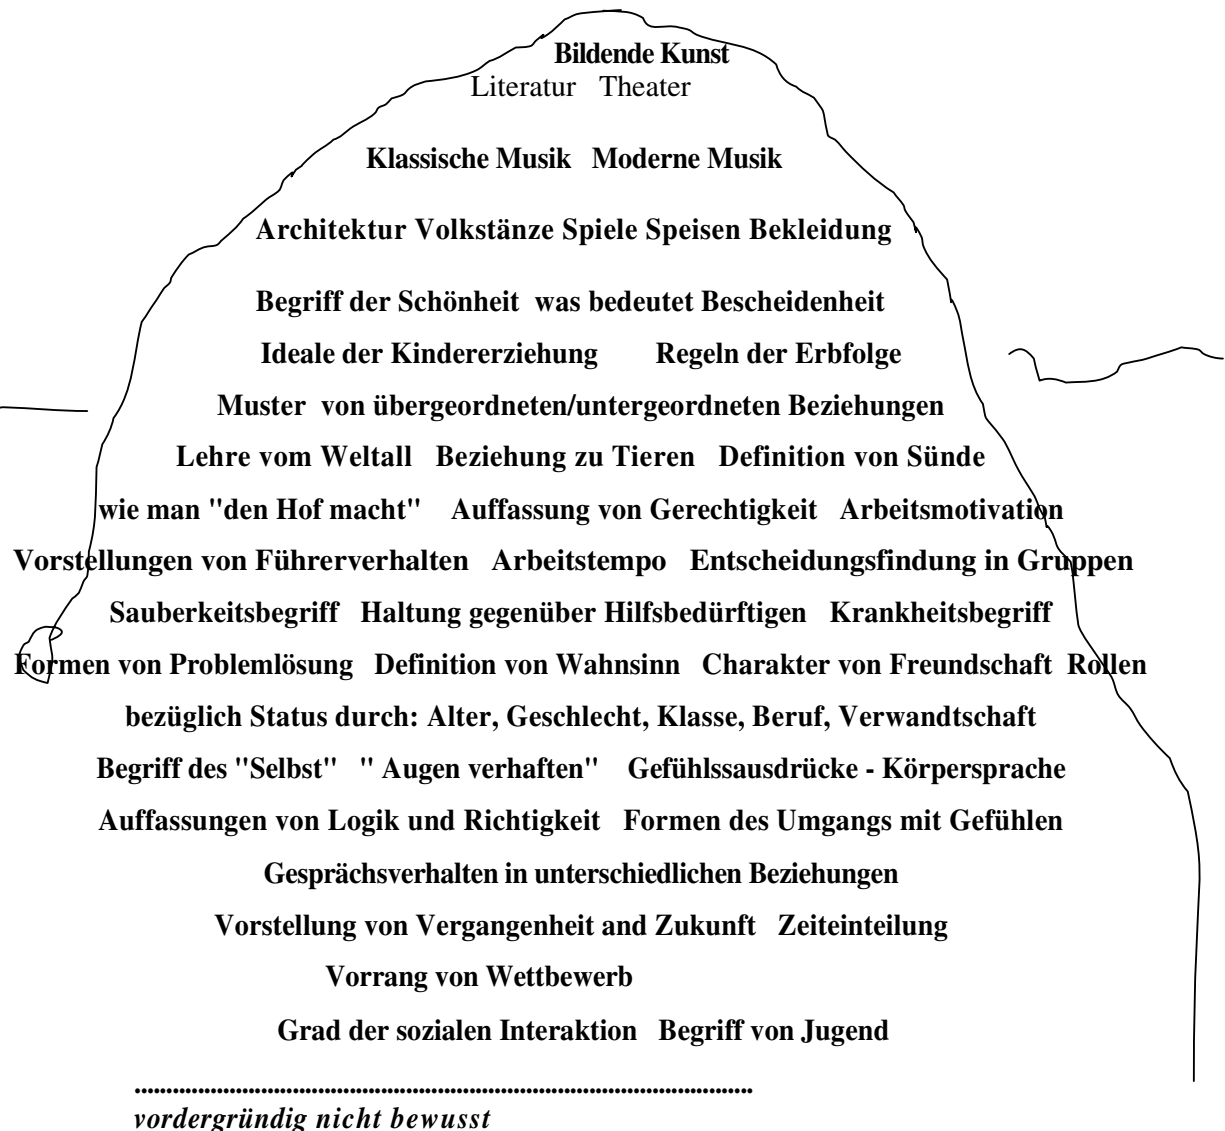 Bildende Kunst
Literatur Theater
Klassische Musik Moderne Musik
Architektur Volkstänze Spiele Speisen Bekleidung
Begriff der Schönheit was bedeutet Bescheidenheit
Ideale der Kindererziehung Regeln der Erbfolge
Muster von übergeordneten/untergeordneten Beziehungen
Lehre vom Weltall Beziehung zu Tieren Definition von Sünde
wie man "den Hof macht" Auffassung von Gerechtigkeit Arbeitsmotivation
Vorstellungen von Führerverhalten Arbeitstempo Entscheidungsfindung in Gruppen
Sauberkeitsbegriff Haltung gegenüber Hilfsbedürftigen Krankheitsbegriff
Formen von Problemlösung Definition von Wahnsinn Charakter von Freundschaft Rollen
bezüglich Status durch: Alter, Geschlecht, Klasse, Beruf, Verwandtschaft
Begriff des "Selbst" " Augen verhaften" Gefühlssausdrücke - Körpersprache
Auffassungen von Logik und Richtigkeit Formen des Umgangs mit Gefühlen
Gesprächsverhalten in unterschiedlichen Beziehungen
Vorstellung von Vergangenheit and Zukunft Zeiteinteilung
Vorrang von Wettbewerb
Grad der sozialen Interaktion Begriff von Jugend
vordergründig nicht bewusst